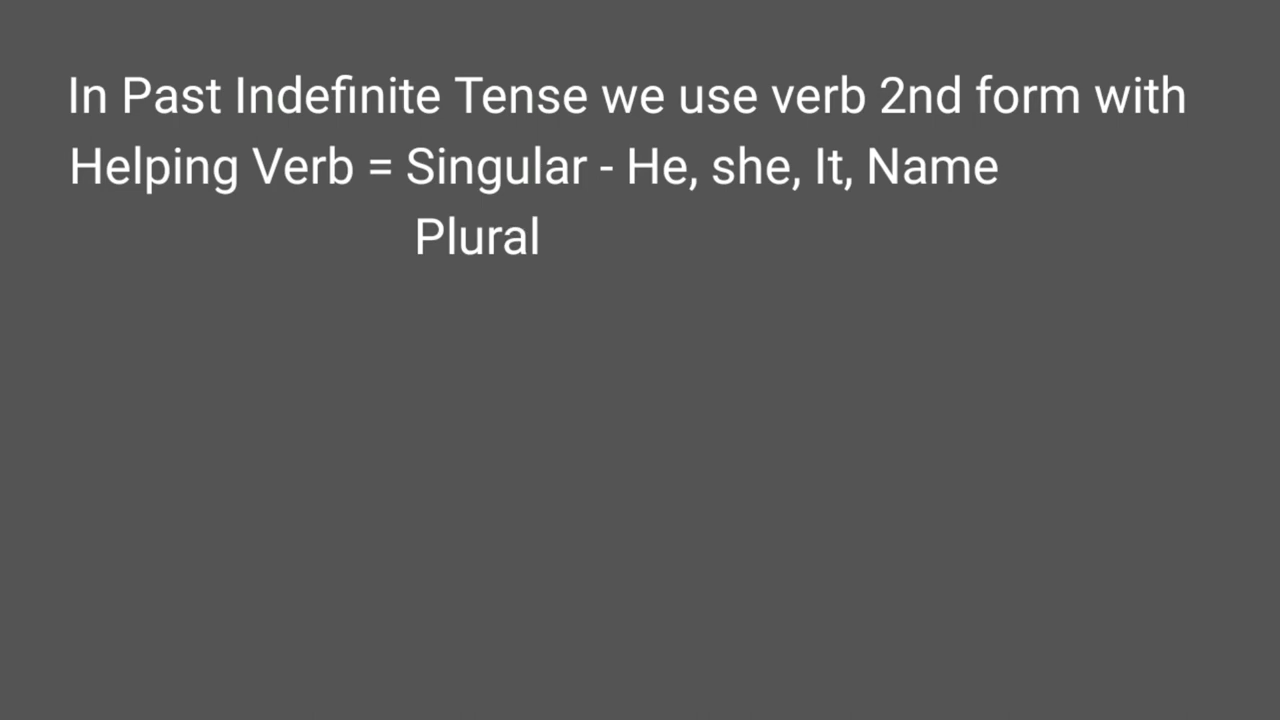 In Past Indefinite Tense we use verb 2nd form with
Helping Verb = Singular - He, she, It, Name
Plural